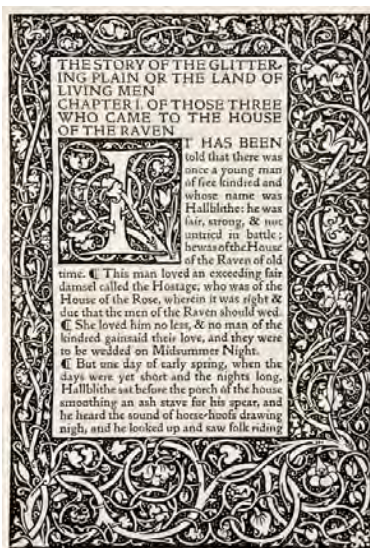 THE STORY OF THE GLITTER-
ING PLAIN OR THE LAND OF
LIVING MEN
CHAPTER I. OF THOSE THREE
WHO CAME TO THE HOUSE
OF THE RAVEN
IT HAS BEEN
told that there was
once a young man
of free kindred and
whose name was
Hallblithe: he was
fair, strong, & not
untried in battle;
he was of the House
of the Raven of old
time. ¶ This man loved an exceeding fair
damsel called the Hostage, who was of the
House of the Rose, wherein it was right &
due that the men of the Raven should wed.
¶ She loved him no less, & no man of the
kindred gainsaid their love, and they were
to be wedded on Midsummer Night.
¶ But one day of early spring, when the
days were yet short and the nights long,
Hallblithe sat before the porch of the house
smoothing an ash stave for his spear, and
he heard the sound of horse-hoofs drawing
nigh, and he looked up and saw folk riding